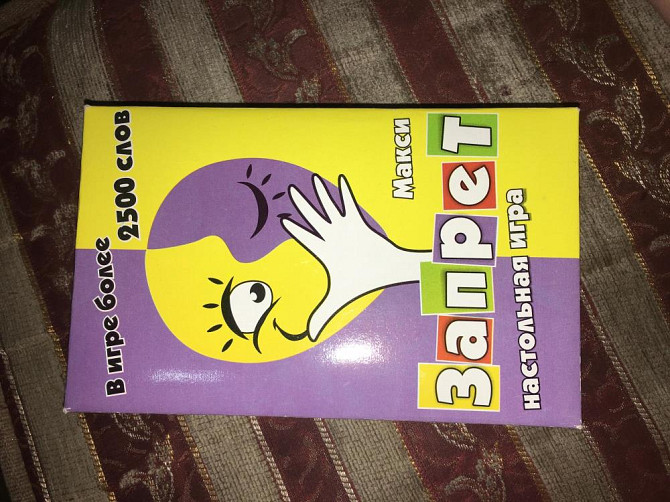 В игре более
2500 слов
Макси
Запрет
настольная игра